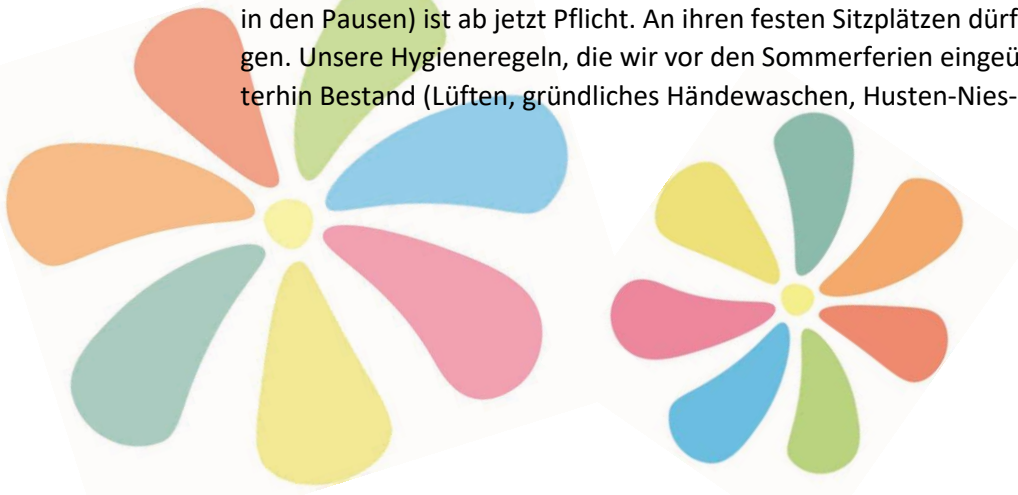 in den Pausen) ist ab jetzt Pflicht. An ihren festen Sitzplätzen dürf
gen. Unsere Hygieneregeln, die wir vor den Sommerferien eingeü
terhin Bestand (Lüften, gründliches Händewaschen, Husten-Nies-